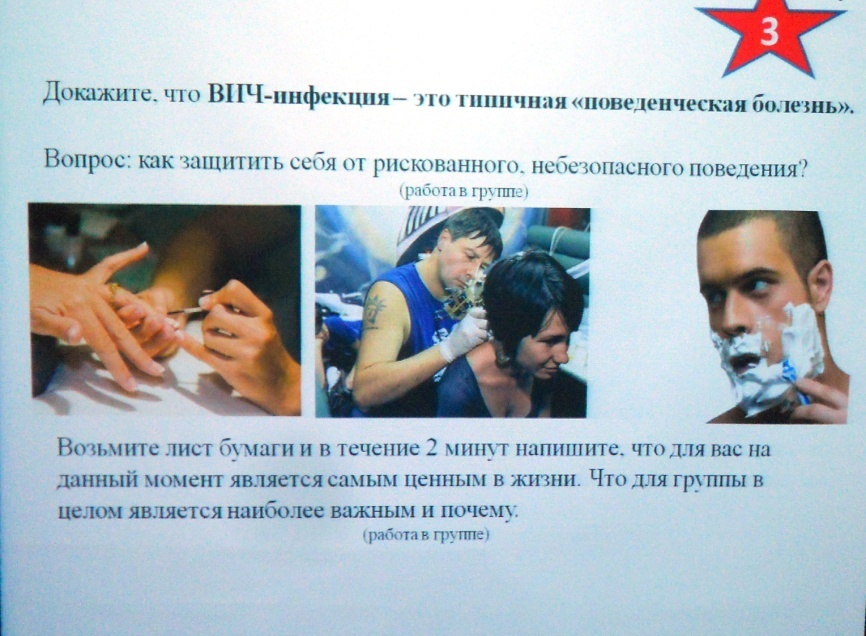 3
Докажите, что ВИЧ-инфекция – это типичная «поведенческая болезнь».
Вопрос: как защитить себя от рискованного, небезопасного поведения?
(работа в группе)
Возьмите лист бумаги и в течение 2 минут напишите, что для вас на
данный момент является самым ценным в жизни. Что для группы в
целом является наиболее важным и почему.
(работа в группе)